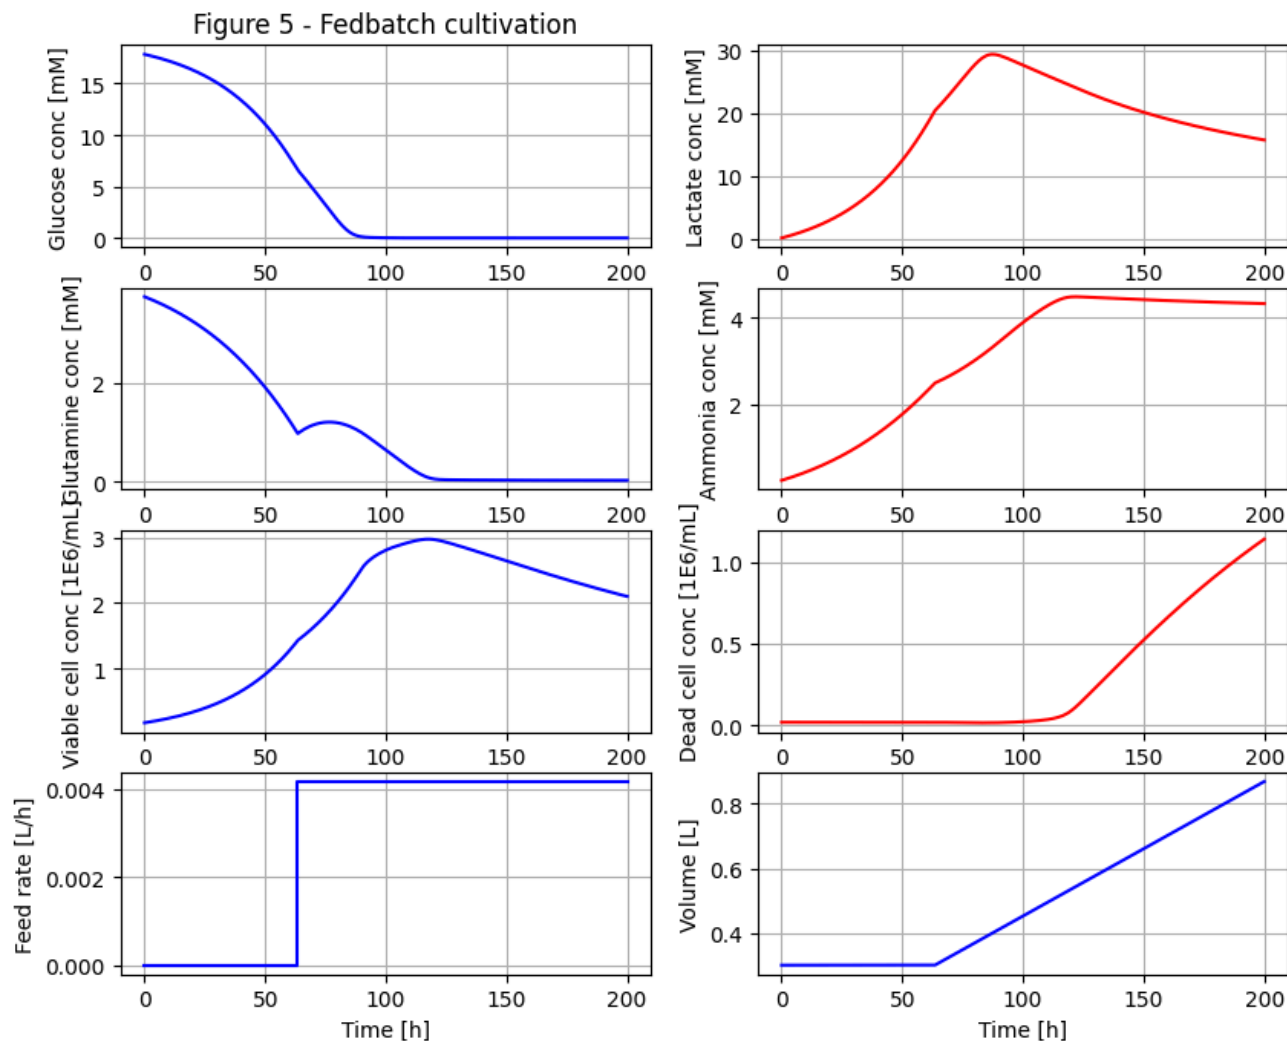 Figure 5 - Fedbatch cultivation
Glucose conc [mM]
15
10
5
0
0 50 100 150 200
Lactate conc [mM]
30
20
10
0
0 50 100 150 200
Glutamine conc [mM]
2
0
0 50 100 150 200
Ammonia conc [mM]
4
2
0 50 100 150 200
Viable cell conc [1E6/mL]
3
2
1
0 50 100 150 200
Dead cell conc [1E6/mL]
1.0
0.5
0.0
0 50 100 150 200
Feed rate [L/h]
0.004
0.002
0.000
0 50 100 150 200
Time [h]
Volume [L]
0.8
0.6
0.4
0 50 100 150 200
Time [h]